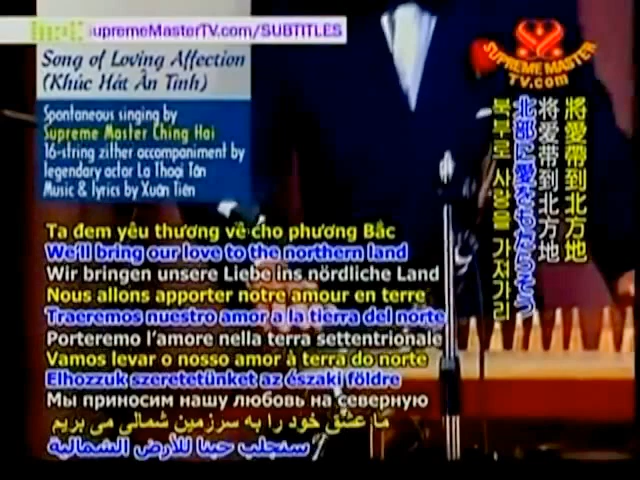 SupremeMasterTV.com/SUBTITLES
Song of Loving Affection
(Khúc Hát Ân Tình)
Spontaneous singing by
Supreme Master Ching Hai
16-string zither accompaniment by
legendary actor La Thoại Tân
Music & lyrics by Xuân Tiên
SUPREME MASTER
TV.com
將愛帶到北方地
将爱带到北方地
北部に愛をもたらそう
북부로 사랑을 가져가리
Ta đem yêu thương về cho phương Bắc
We'll bring our love to the northern land
Wir bringen unsere Liebe ins nördliche Land
Nous allons apporter notre amour en terre
Traeremos nuestro amor a la tierra del norte
Porteremo l'amore nella terra settentrionale
Vamos levar o nosso amor à terra do norte
Elhozzuk szeretetünket az északi földre
Мы приносим нашу любовь на северную
ما عشق خود را به سرزمین شمالی می بریم
سنجلب حبنا للأرض الشمالية